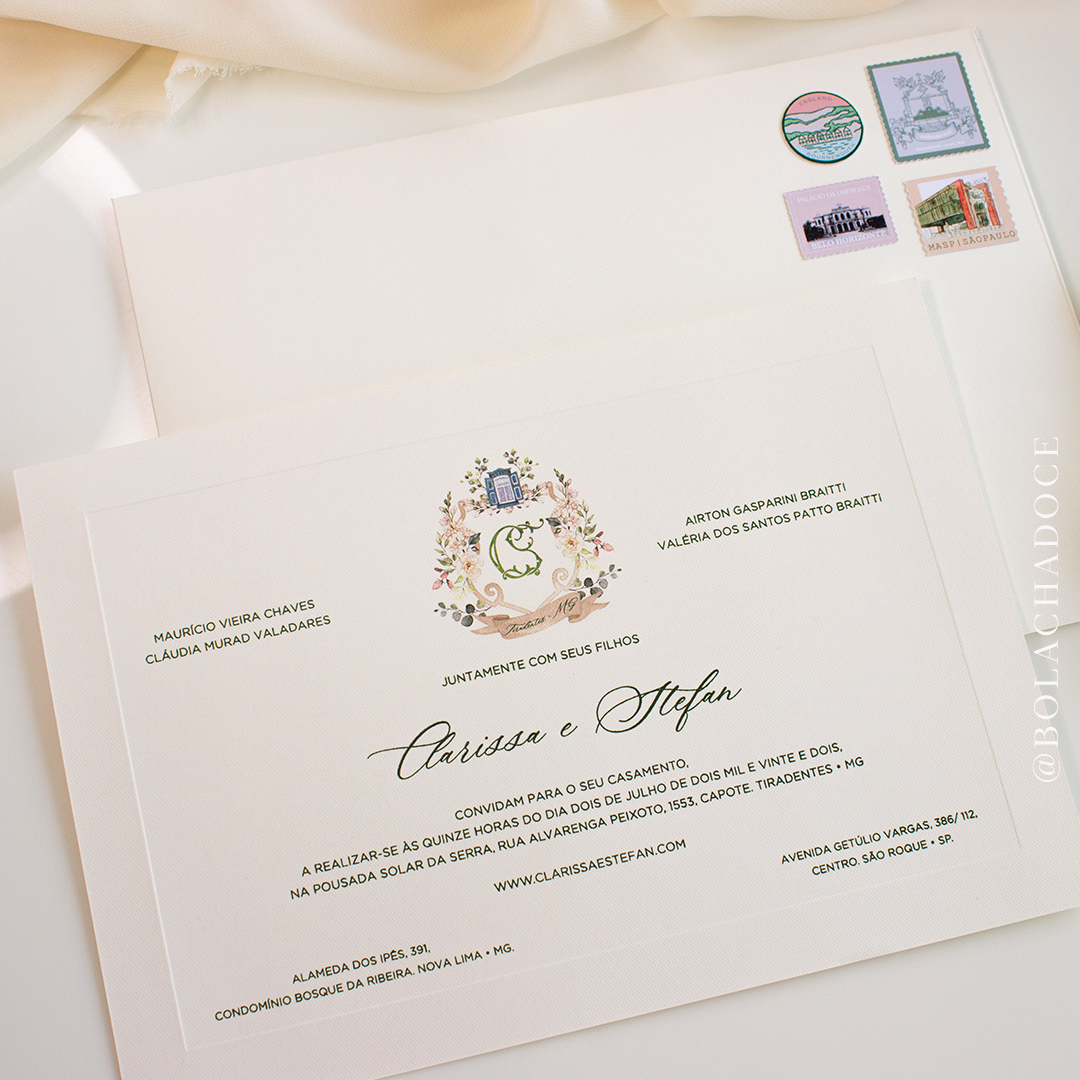 ENGLAND
BOURNEMOUTH
PALÁCIO DA LIBERDADE
BELO HORIZONTE
MASP|SÃO PAULO
@BOLACHADOCE
CS
Tiradentes • MG
MAURÍCIO VIEIRA CHAVES
CLÁUDIA MURAD VALADARES
AIRTON GASPARINI BRAITTI
VALÉRIA DOS SANTOS PATTO BRAITTI
JUNTAMENTE COM SEUS FILHOS
Clarissa e Stefan
CONVIDAM PARA O SEU CASAMENTO,
A REALIZAR-SE ÀS QUINZE HORAS DO DIA DOIS DE JULHO DE DOIS MIL E VINTE E DOIS,
NA POUSADA SOLAR DA SERRA, RUA ALVARENGA PEIXOTO, 1553, CAPOTE. TIRADENTES • MG
WWW.CLARISSAESTEFAN.COM
ALAMEDA DOS IPÊS, 391,
CONDOMÍNIO BOSQUE DA RIBEIRA. NOVA LIMA • MG.
AVENIDA GETÚLIO VARGAS, 386/ 112,
CENTRO. SÃO ROQUE • SP.